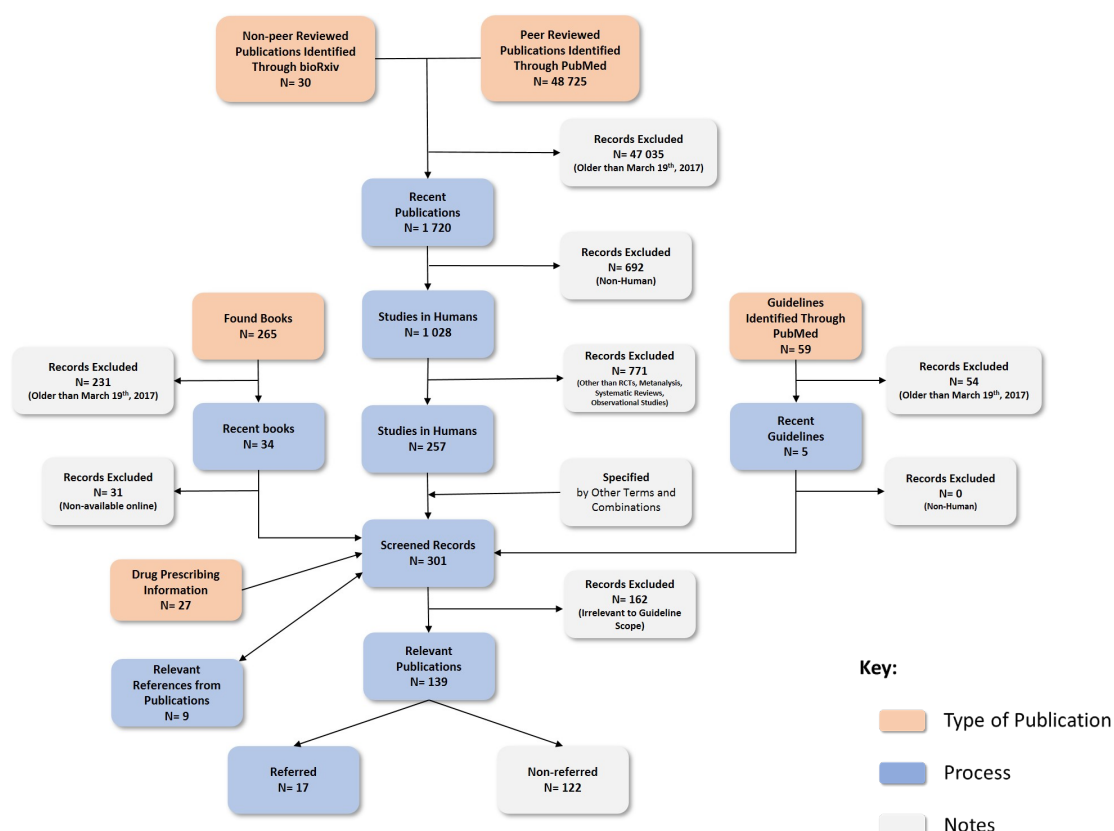 Non-peer Reviewed
Publications Identified
Through bioRxiv
N= 30
Peer Reviewed
Publications Identified
Through PubMed
N= 48 725
Records Excluded
N= 47 035
(Older than March 19th, 2017)
Recent
Publications
N= 1 720
Records Excluded
N= 692
(Non-Human)
Found Books
N= 265
Studies in Humans
N= 1 028
Guidelines
Identified Through
PubMed
N= 59
Records Excluded
N= 231
(Older than March 19th, 2017)
Records Excluded
N= 771
(Other than RCTs, Metanalysis,
Systematic Reviews,
Observational Studies)
Records Excluded
N= 54
(Older than March 19th, 2017)
Recent books
N= 34
Studies in Humans
N= 257
Recent
Guidelines
N= 5
Records Excluded
N= 31
(Non-available online)
Specified
by Other Terms and
Combinations
Records Excluded
N= 0
(Non-Human)
Screened Records
N= 301
Drug Prescribing
Information
N= 27
Records Excluded
N= 162
(Irrelevant to Guideline
Scope)
Relevant
References from
Publications
N= 9
Relevant
Publications
N= 139
Referred
N= 17
Non-referred
N= 122
Key:
Type of Publication
Process
Notes